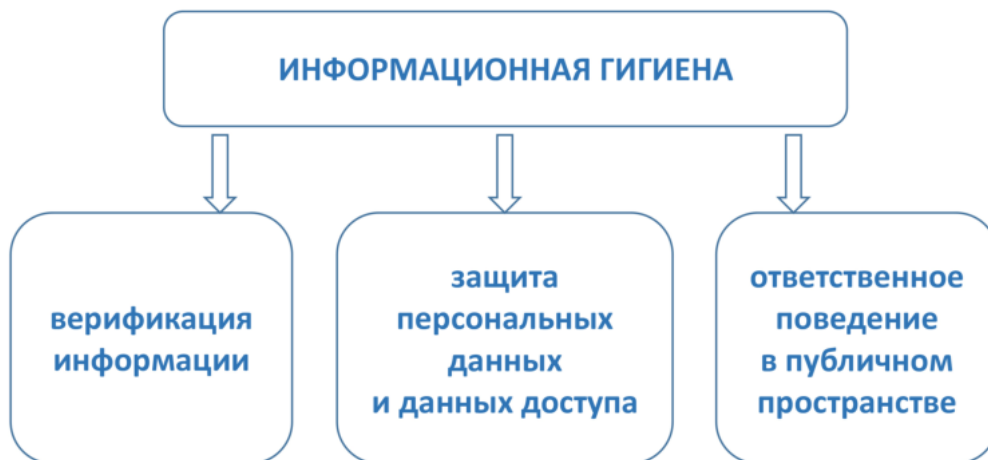 ИНФОРМАЦИОННАЯ ГИГИЕНА
верификация
информации
защита
персональных
данных
и данных доступа
ответственное
поведение
в публичном
пространстве